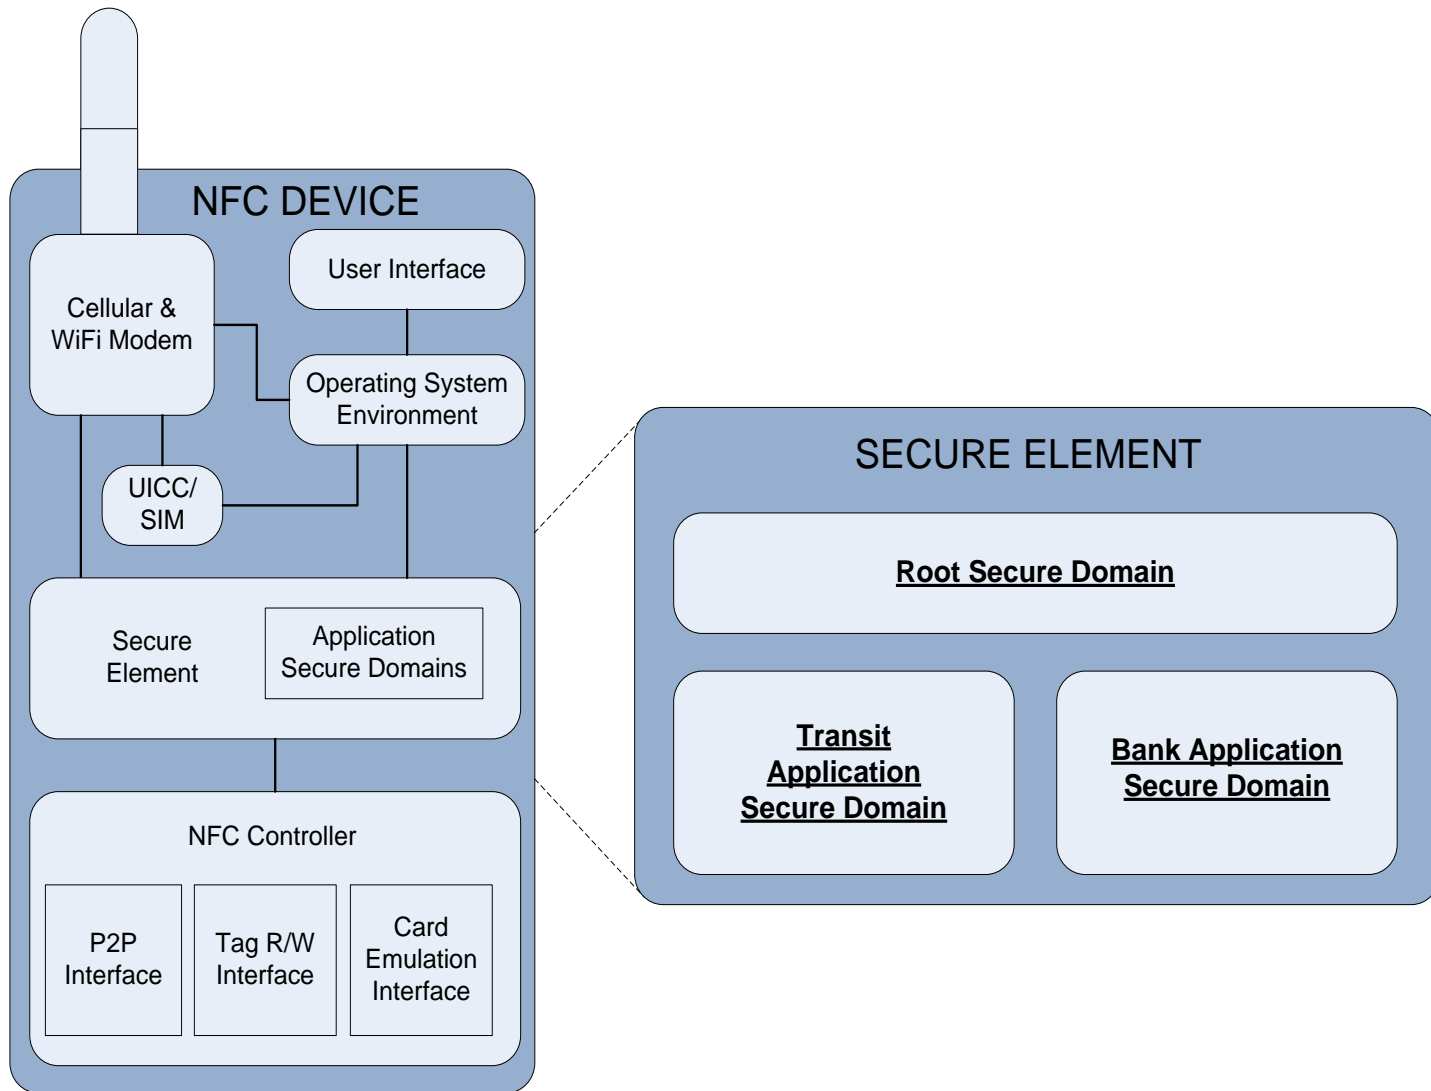 NFC DEVICE
Cellular &
WiFi Modem
User Interface
Operating System
Environment
UICC/
SIM
Secure
Element
Application
Secure Domains
NFC Controller
P2P
Interface
Tag R/W
Interface
Card
Emulation
Interface
SECURE ELEMENT
Root Secure Domain
Transit
Application
Secure Domain
Bank Application
Secure Domain